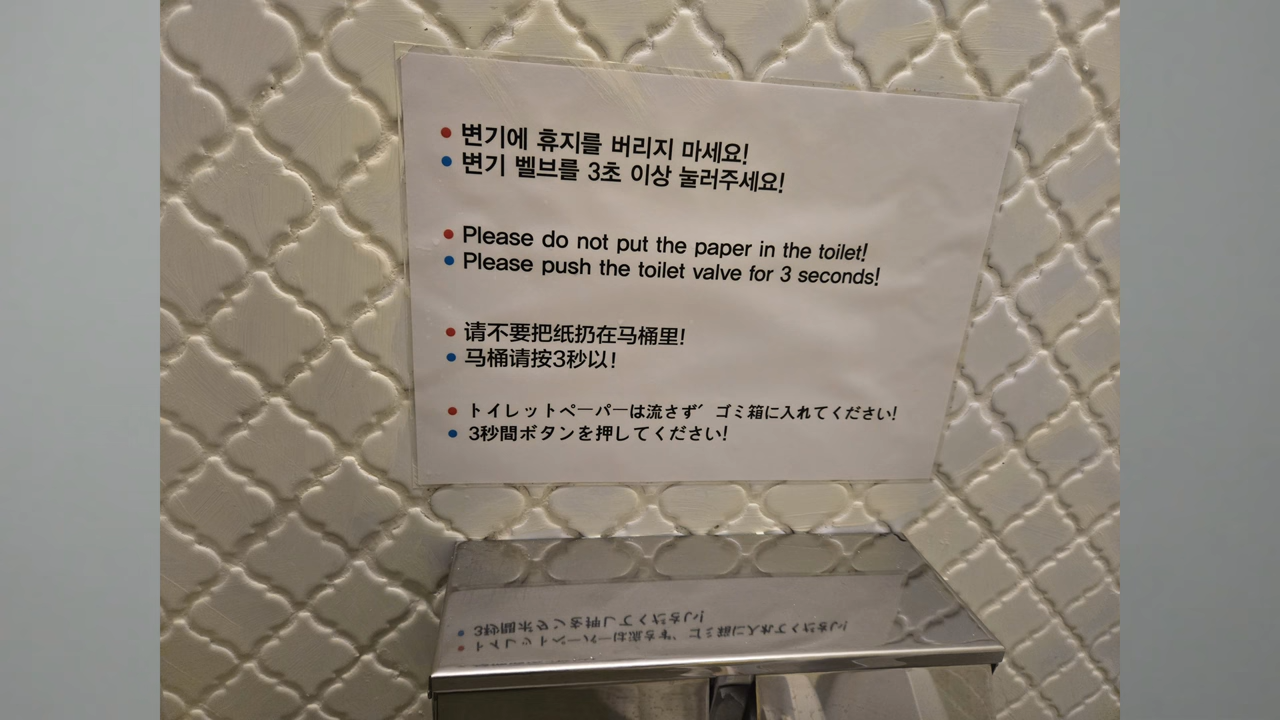 변기에 휴지를 버리지 마세요!
변기 벨브를 3초 이상 눌러주세요!
Please do not put the paper in the toilet!
Please push the toilet valve for 3 seconds!
请不要把纸扔在马桶里!
马桶请按3秒以!
トイレットペーパーは流さず゛ゴミ箱に入れてください!
3秒間ボタンを押してください!